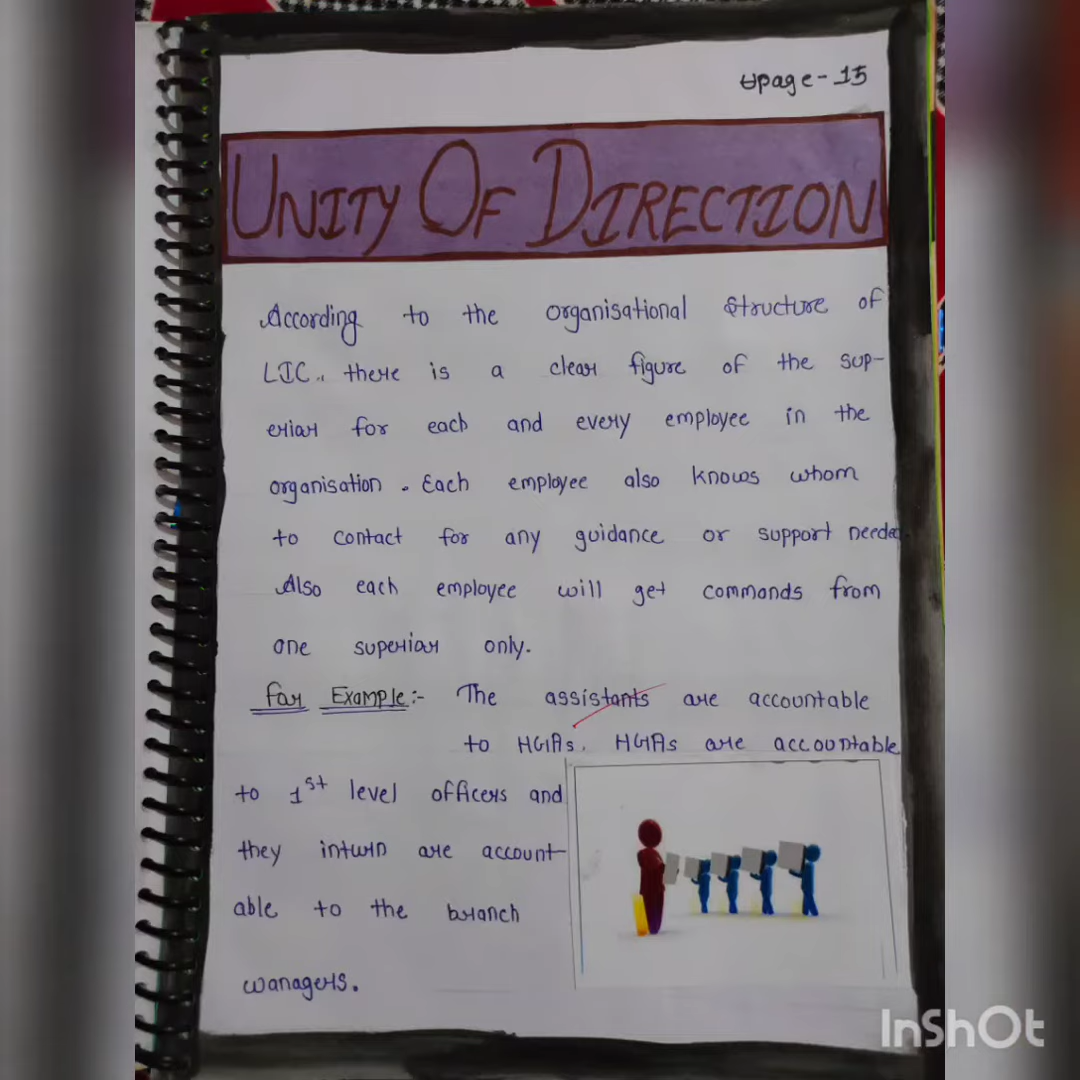 page-15
UNITY OF DIRECTION
According to the organisational structure of
LIC., there is a clear figure of the sup-
erior for each and every employee in the
organisation. Each employee also knows whom
to contact for any guidance or support neede
Also each employee will get commands from
one superior only.
for Example:- The assistants are accountable
to HGAs. HGAs are accountable
to 1st level officers and
they inturn are account-
able to the branch
managers.
InShOt